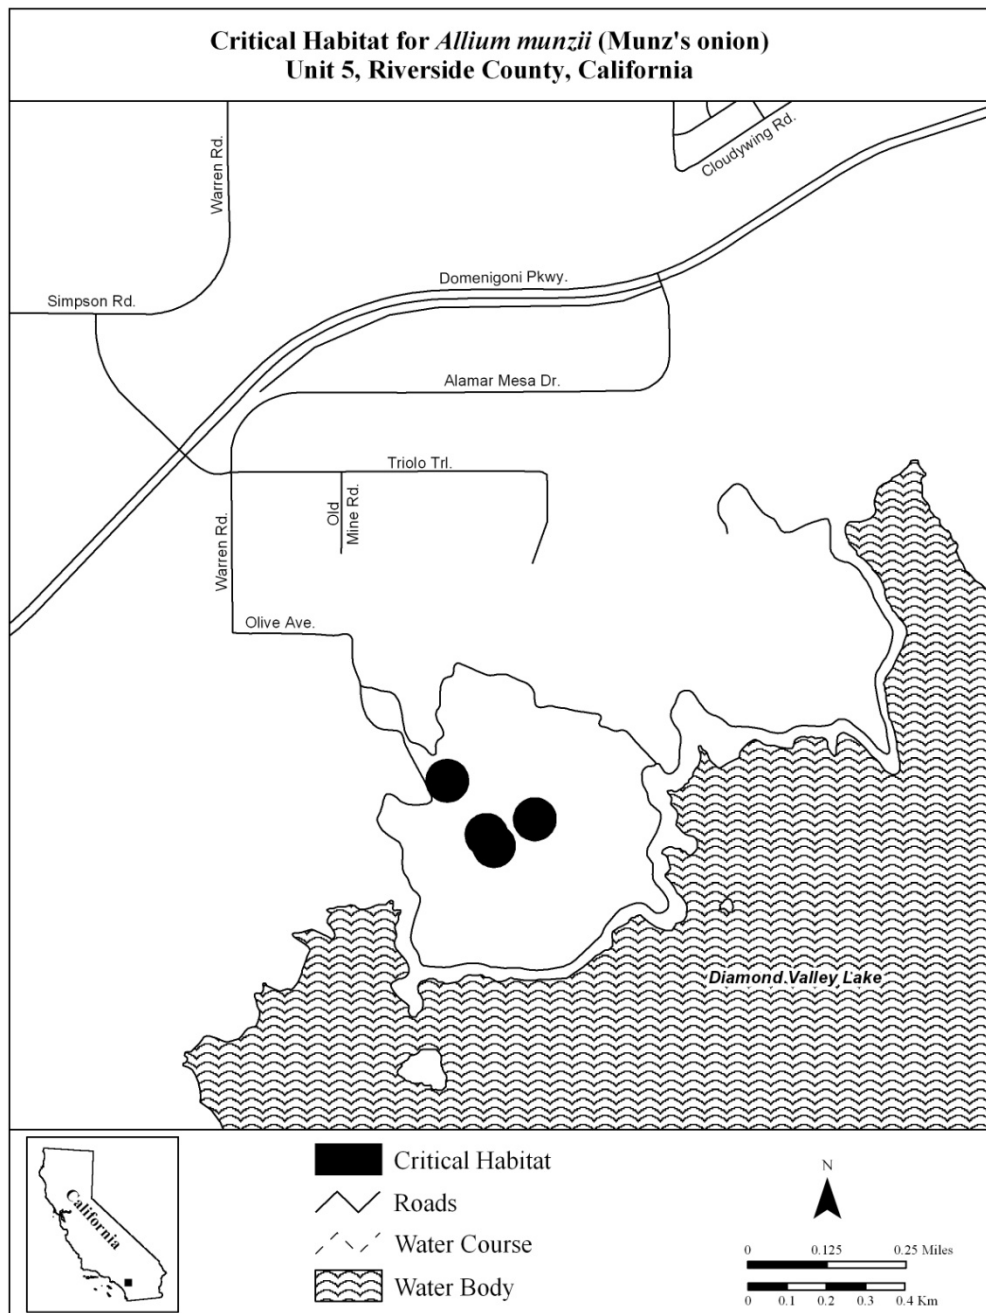 Critical Habitat for Allium munzii (Munz's onion)
Unit 5, Riverside County, California
Warren Rd.
Cloudywing Rd.
Domenigoni Pkwy.
Simpson Rd.
Alamar Mesa Dr.
Triolo Trl.
Old
Mine Rd.
Warren Rd.
Olive Ave.
Diamond Valley Lake
California
Critical Habitat
Roads
Water Course
Water Body
N
0 0.125 0.25 Miles
0 0.1 0.2 0.3 0.4 Km